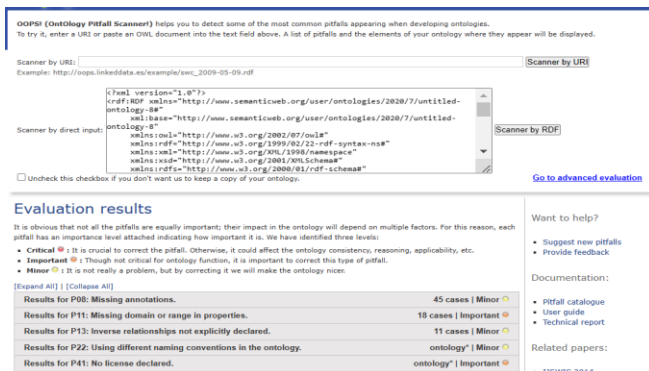 OOPS! (OntOlogy Pitfall Scanner!) helps you to detect some of the most common pitfalls appearing when developing ontologies.
To try it, enter a URI or paste an OWL document into the text field above. A list of pitfalls and the elements of your ontology where they appear will be displayed.
Scanner by URI:
Scanner by URI
Example: http://oops.linkeddata.es/example/swc_2009-05-09.rdf
Scanner by direct input:
<?xml version="1.0"?>
<rdf:RDF xmlns="http://www.semanticweb.org/user/ontologies/2020/7/untitled-
ontology-8#"
xml:base="http://www.semanticweb.org/user/ontologies/2020/7/untitled-
ontology-8"
xmlns:owl="http://www.w3.org/2002/07/owl#"
xmlns:rdf="http://www.w3.org/1999/02/22-rdf-syntax-ns#"
xmlns:xml="http://www.w3.org/XML/1998/namespace"
xmlns:xsd="http://www.w3.org/2001/XMLSchema#"
xmlns:rdfs="http://www.w3.org/2000/01/rdf-schema#"
Scanner by RDF
Uncheck this checkbox if you don't want us to keep a copy of your ontology.
Go to advanced evaluation
Evaluation results
It is obvious that not all the pitfalls are equally important; their impact in the ontology will depend on multiple factors. For this reason, each
pitfall has an importance level attached indicating how important it is. We have identified three levels:
• Critical : It is crucial to correct the pitfall. Otherwise, it could affect the ontology consistency, reasoning, applicability, etc.
• Important : Though not critical for ontology function, it is important to correct this type of pitfall.
• Minor : It is not really a problem, but by correcting it we will make the ontology nicer.
[Expand All] | [Collapse All]
Results for P08: Missing annotations. 45 cases | Minor
Results for P11: Missing domain or range in properties. 18 cases | Important
Results for P13: Inverse relationships not explicitly declared. 11 cases | Minor
Results for P22: Using different naming conventions in the ontology. ontology* | Minor
Results for P41: No license declared. ontology* | Important
Want to help?
• Suggest new pitfalls
• Provide feedback
Documentation:
• Pitfall catalogue
• User guide
• Technical report
Related papers: